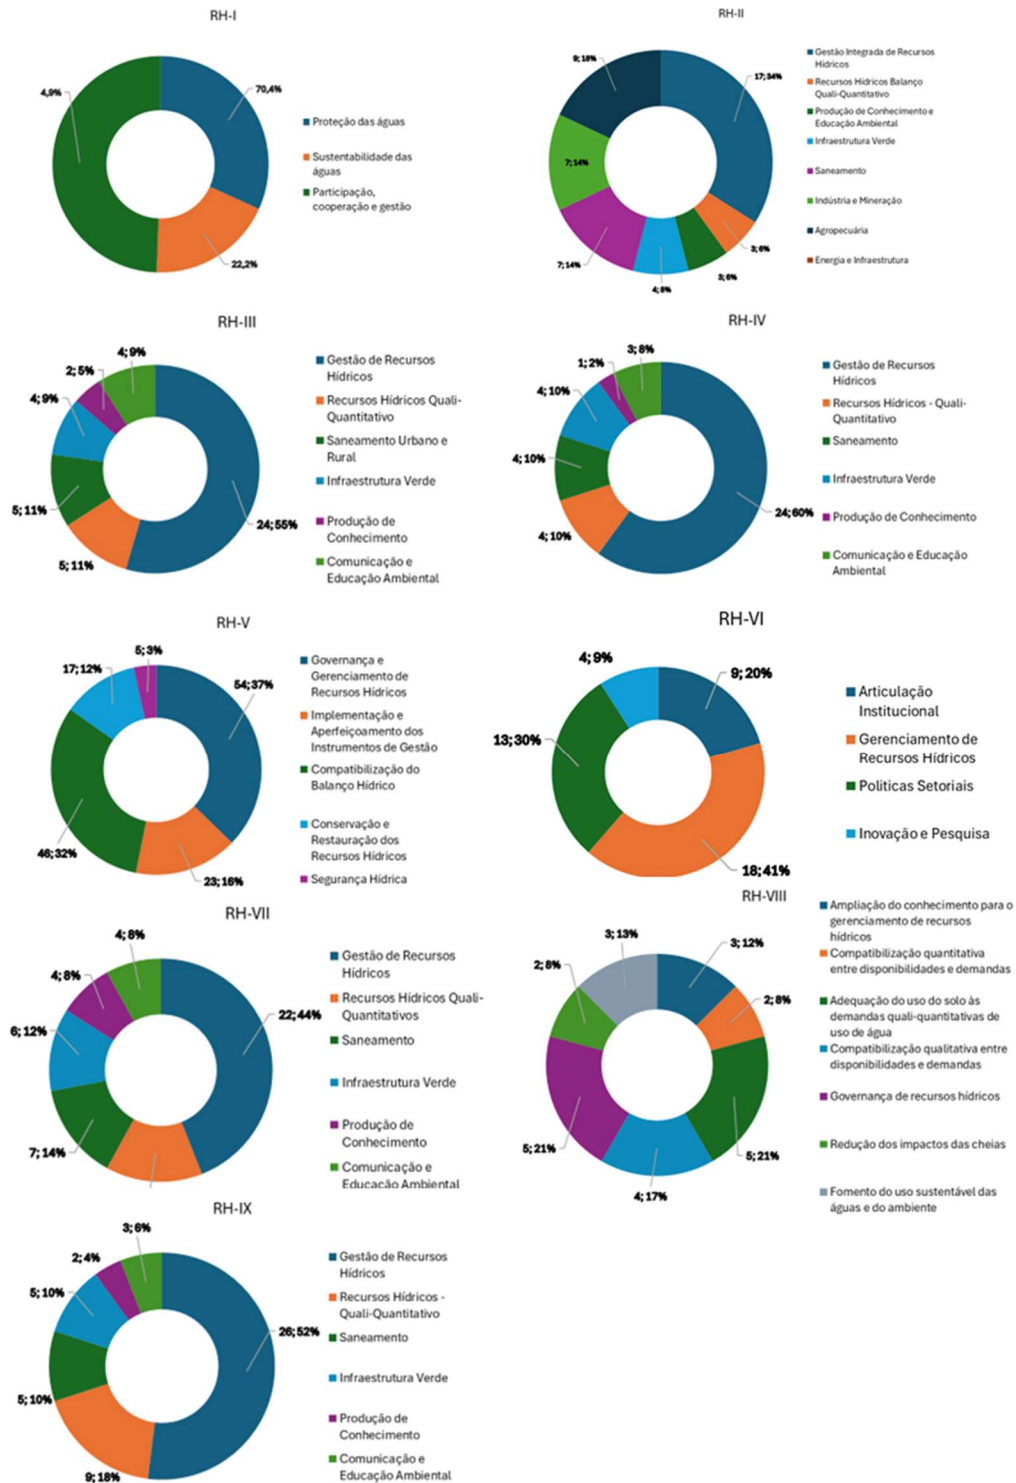 RH-I
4,9%
70,4%
22,2%
Proteção das águas
Sustentabilidade das
águas
Participação,
cooperação e gestão
RH-II
9; 18%
17; 34%
7; 14%
7; 14%
4; 8%
3; 6%
3; 6%
Gestão Integrada de Recursos
Hídricos
Recursos Hídricos Balanço
Quali-Quantitativo
Produção de Conhecimento e
Educação Ambiental
Infraestrutura Verde
Saneamento
Indústria e Mineração
Agropecuária
Energia e Infraestrutura
RH-III
4; 9%
2; 5%
4; 9%
5; 11%
5; 11%
24; 55%
Gestão de Recursos
Hídricos
Recursos Hídricos Quali-
Quantitativo
Saneamento Urbano e
Rural
Infraestrutura Verde
Produção de
Conhecimento
Comunicação e
Educação Ambiental
RH-IV
3; 8%
1; 2%
4; 10%
4; 10%
4; 10%
24; 60%
Gestão de Recursos
Hídricos
Recursos Hídricos - Quali-
Quantitativo
Saneamento
Infraestrutura Verde
Produção de Conhecimento
Comunicação e Educação
Ambiental
RH-V
5; 3%
17; 12%
54; 37%
46; 32%
23; 16%
Governança e
Gerenciamento de
Recursos Hídricos
Implementação e
Aperfeiçoamento dos
Instrumentos de Gestão
Compatibilização do
Balanço Hídrico
Conservação e
Restauração dos
Recursos Hídricos
Segurança Hídrica
RH-VI
4; 9%
9; 20%
13; 30%
18; 41%
Articulação
Institucional
Gerenciamento de
Recursos Hídricos
Políticas Setoriais
Inovação e Pesquisa
RH-VII
4; 8%
4; 8%
6; 12%
22; 44%
7; 14%
Gestão de Recursos
Hídricos
Recursos Hídricos Quali-
Quantitativos
Saneamento
Infraestrutura Verde
Produção de
Conhecimento
Comunicação e
Educação Ambiental
RH-VIII
3; 13%
3; 12%
2; 8%
2; 8%
5; 21%
5; 21%
4; 17%
Ampliação do conhecimento para o
gerenciamento de recursos
hídricos
Compatibilização quantitativa
entre disponibilidades e demandas
Adequação do uso do solo às
demandas quali-quantitativas de
uso de água
Compatibilização qualitativa entre
disponibilidades e demandas
Governança de recursos hídricos
Redução dos impactos das cheias
Fomento do uso sustentável das
águas e do ambiente
RH-IX
3; 6%
2; 4%
5; 10%
26; 52%
5; 10%
9; 18%
Gestão de Recursos
Hídricos
Recursos Hídricos -
Quali-Quantitativo
Saneamento
Infraestrutura Verde
Produção de
Conhecimento
Comunicação e
Educação Ambiental